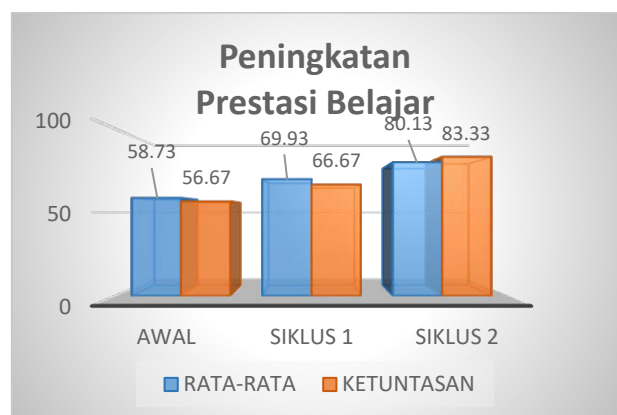 Peningkatan
Prestasi Belajar
100
50
0
58.73
56.67
69.93
66.67
80.13
83.33
AWAL
SIKLUS 1
SIKLUS 2
RATA-RATA
KETUNTASAN